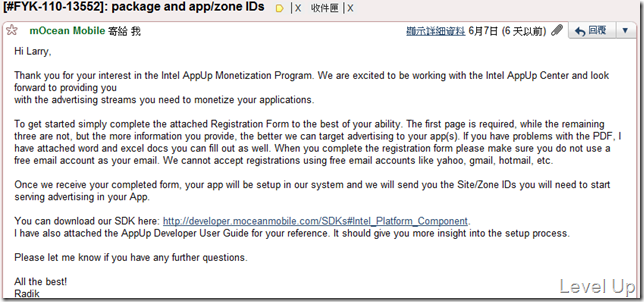 [#FYK-110-13552]: package and app/zone IDs | X 收件匣 | X
mOcean Mobile 寄給 我 顯示詳細資料 6月7日 (6 天以前) 回覆
Hi Larry,
Thank you for your interest in the Intel AppUp Monetization Program. We are excited to be working with the Intel AppUp Center and look
forward to providing you
with the advertising streams you need to monetize your applications.
To get started simply complete the attached Registration Form to the best of your ability. The first page is required, while the remaining
three are not, but the more information you provide, the better we can target advertising to your app(s). If you have problems with the PDF, I
have attached word and excel docs you can fill out as well. When you complete the registration form please make sure you do not use a
free email account as your email. We cannot accept registrations using free email accounts like yahoo, gmail, hotmail, etc.
Once we receive your completed form, your app will be setup in our system and we will send you the Site/Zone IDs you will need to start
serving advertising in your App.
You can download our SDK here: http://developer.moceanmobile.com/SDKs#Intel_Platform_Component.
I have also attached the AppUp Developer User Guide for your reference. It should give you more insight into the setup process.
Please let me know if you have any further questions.
All the best!
Radik
Level Up